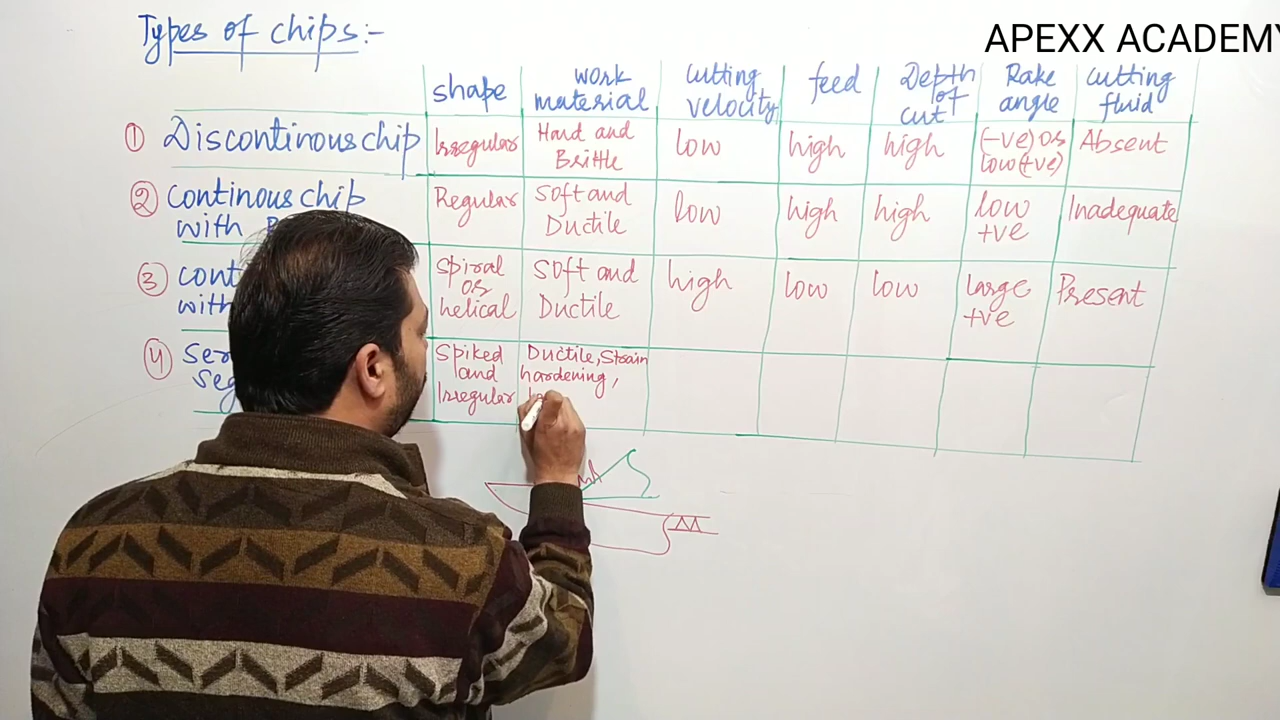 APEXX ACADEMY
Types of chips:-
shape
work material
cutting velocity
feed
Depth of cut
Rake angle
cutting fluid
① Discontinous chip
Irregular
Hard and Brittle
low
high
high
(-ve) or low (+ve)
Absent
② Continous chip with
Regular
Soft and Ductile
low
high
high
low +ve
Inadequate
③ cont with
spiral or helical
Soft and Ductile
high
low
low
large +ve
Present
④ Ser Seg
Spiked and Irregular
Ductile, Strain hardening,